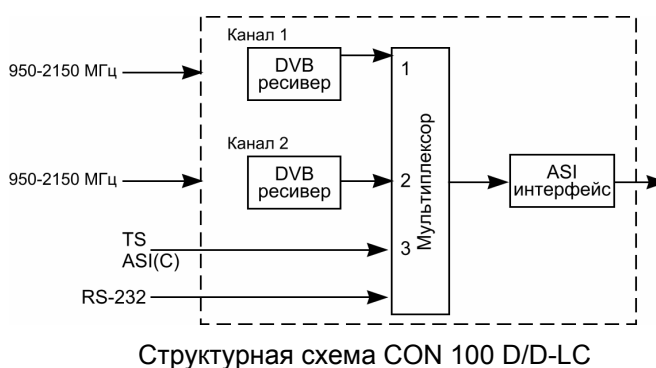 Канал 1
950-2150 МГц
DVB
ресивер
1
Канал 2
950-2150 МГц
DVB
ресивер
2
Мультиплексор
ASI
интерфейс
TS
ASI(C)
3
RS-232
Структурная схема CON 100 D/D-LC